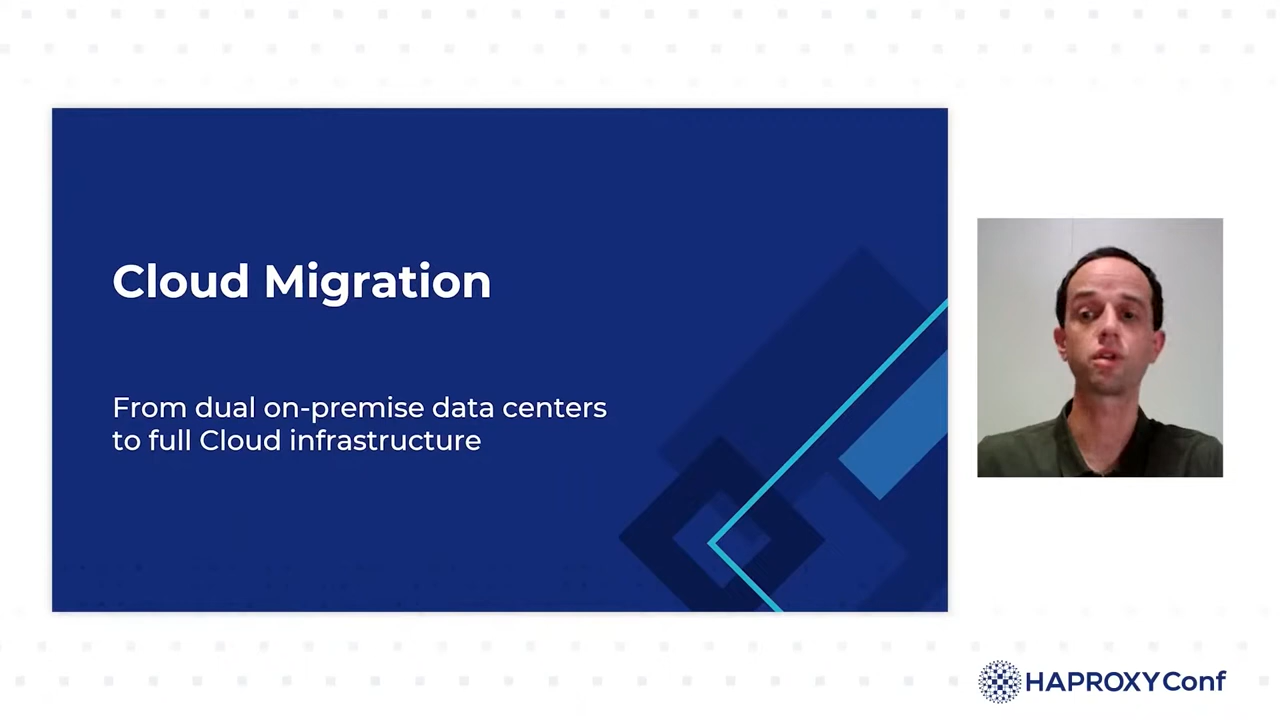 Cloud Migration
From dual on-premise data centers
to full Cloud infrastructure
HAPROXYConf